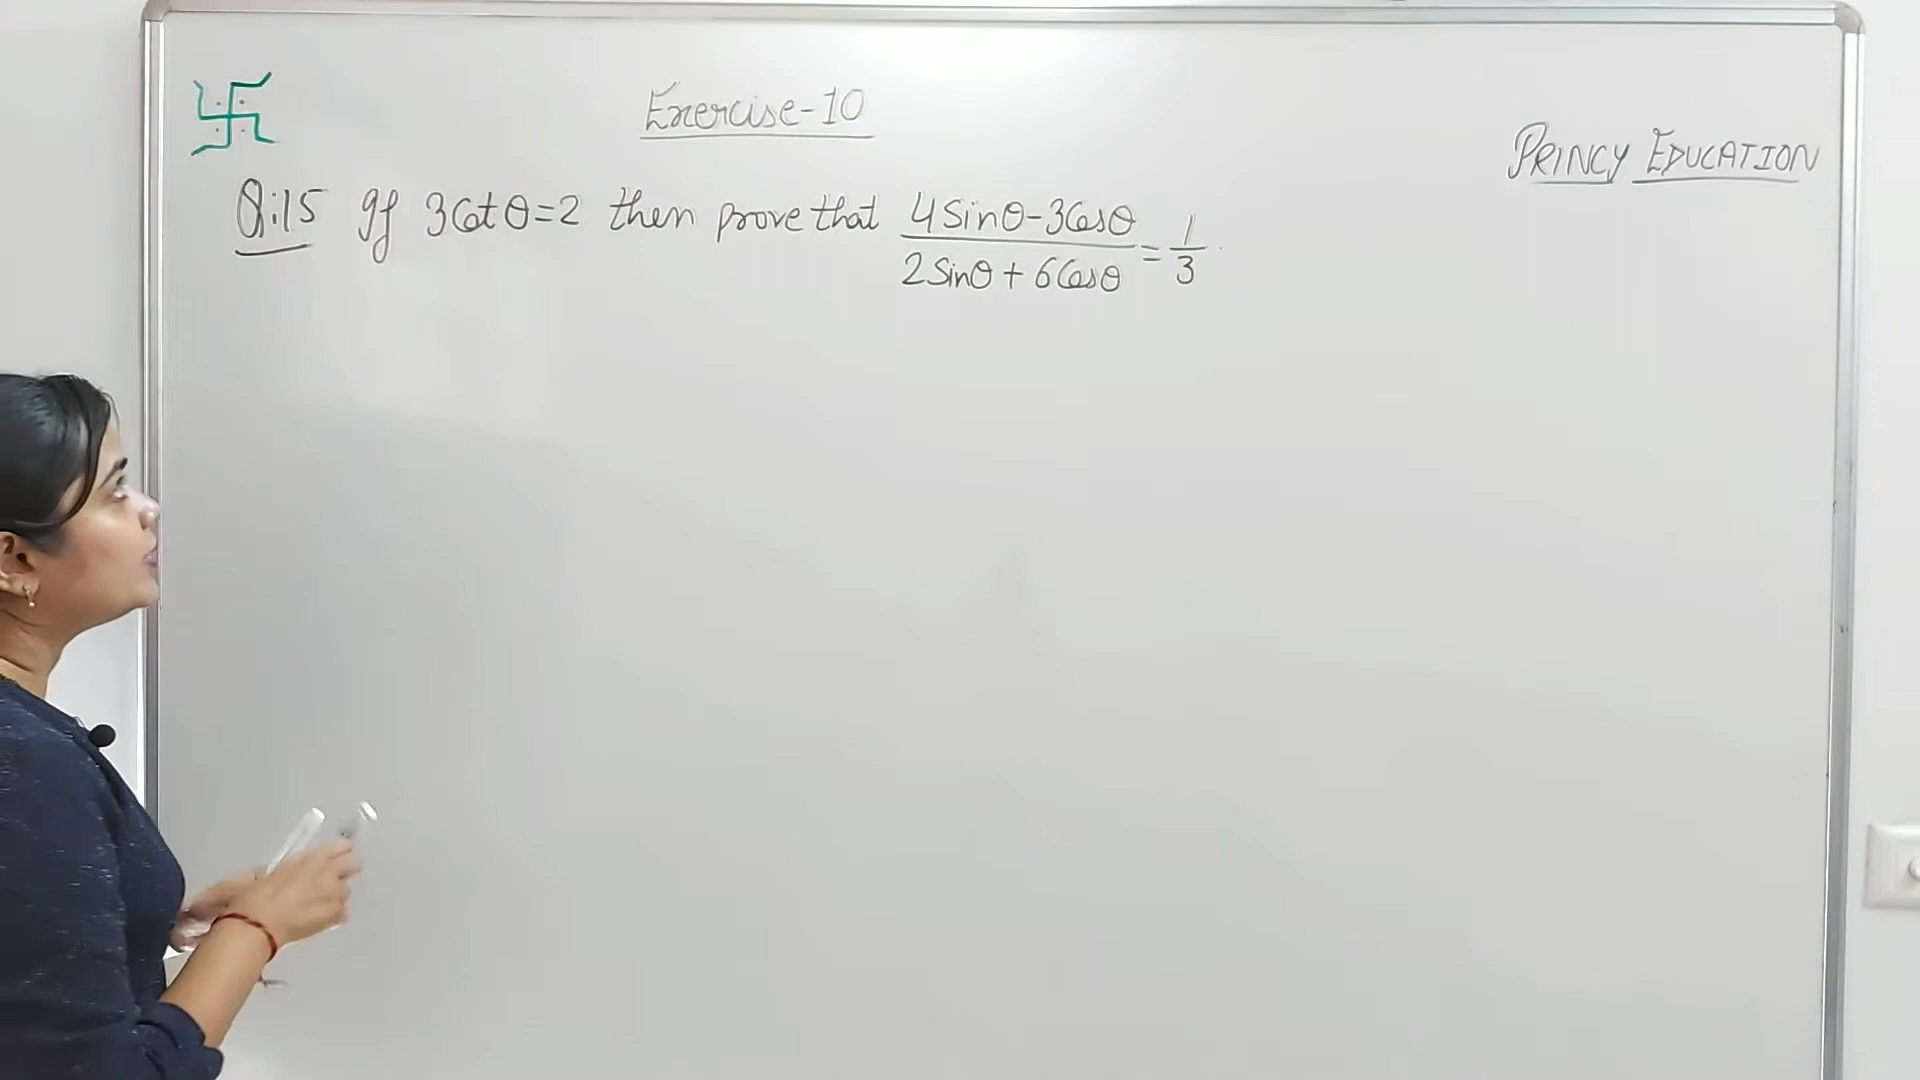 Exercise-10
PRINCY EDUCATION
Q:15 If 3Cotθ=2 then prove that 4Sinθ-3Cosθ/2Sinθ+6Cosθ=1/3.